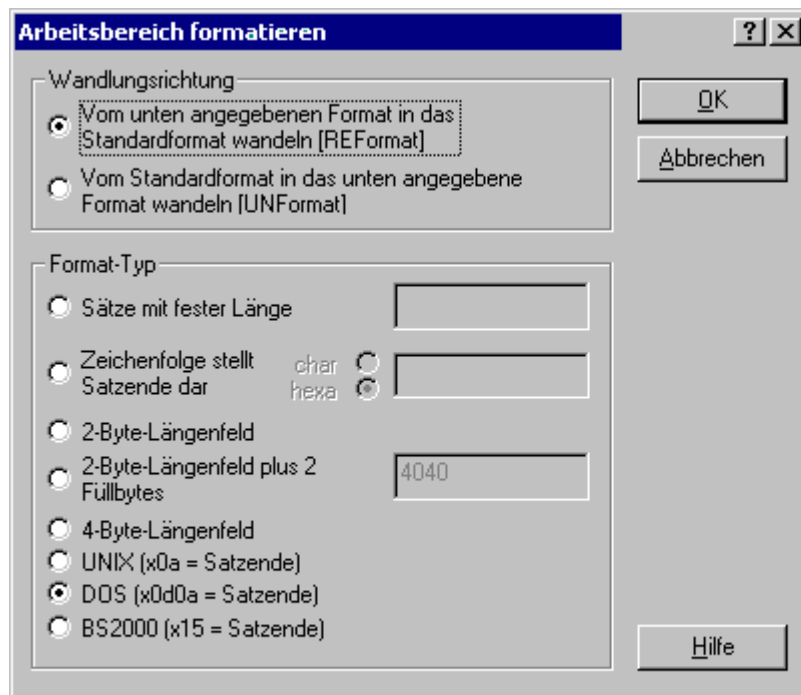 Arbeitsbereich formatieren
Wandlungsrichtung
Vom unten angegebenen Format in das
Standardformat wandeln [REFormat]
Vom Standardformat in das unten angegebene
Format wandeln [UNFormat]
OK
Abbrechen
Format-Typ
Sätze mit fester Länge
Zeichenfolge stellt
Satzende dar
char
hexa
2-Byte-Längenfeld
2-Byte-Längenfeld plus 2
Füllbytes
4040
4-Byte-Längenfeld
UNIX (x0a = Satzende)
DOS (x0d0a = Satzende)
BS2000 (x15 = Satzende)
Hilfe